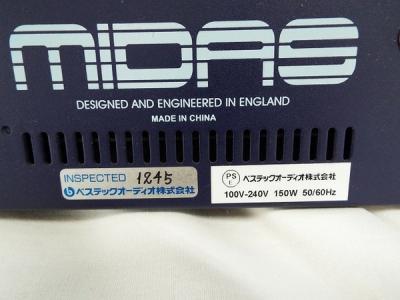 MIDAS
DESIGNED AND ENGINEERED IN ENGLAND
MADE IN CHINA
INSPECTED 1245
ベステックオーディオ株式会社
PS
E
ベステックオーディオ株式会社
100V-240V 150W 50/60Hz